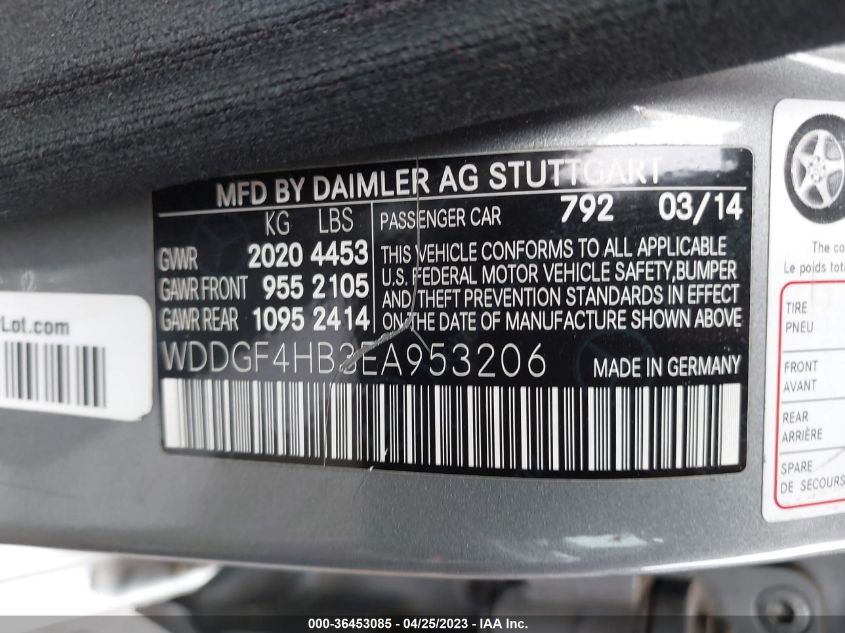 MFD BY DAIMLER AG STUTTGART
KG LBS
PASSENGER CAR 792 03/14
GVWR 2020 4453
GAWR FRONT 955 2105
GAWR REAR 1095 2414
THIS VEHICLE CONFORMS TO ALL APPLICABLE
U.S. FEDERAL MOTOR VEHICLE SAFETY,BUMPER
AND THEFT PREVENTION STANDARDS IN EFFECT
ON THE DATE OF MANUFACTURE SHOWN ABOVE
WDDGF4HB3EA953206 MADE IN GERMANY
Lot.com
The
Le poids
TIRE
PNEU
FRONT
AVANT
REAR
ARRIÈRE
SPARE
DE SECOURS
000-36453085 - 04/25/2023 - IAA Inc.